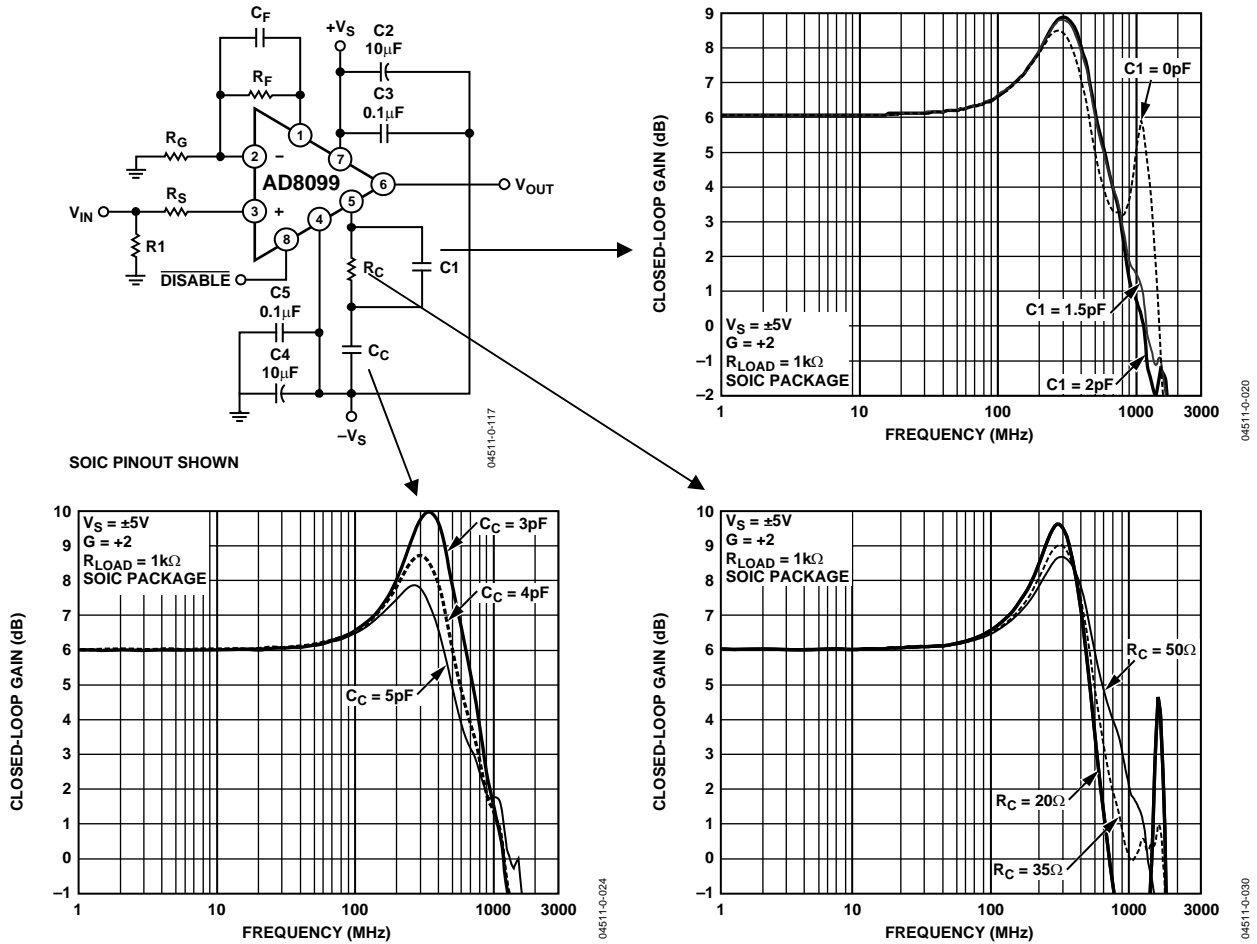 C_F
R_F
R_G
R_S
V_IN
R1
2
−
3
+
AD8099
1
7
6
5
4
8
DISABLE
+V_S
C2
10μF
C3
0.1μF
V_OUT
R_C
C1
C5
0.1μF
C4
10μF
C_C
−V_S
04511-0-117
SOIC PINOUT SHOWN
CLOSED-LOOP GAIN (dB)
9
8
7
6
5
4
3
2
1
0
−1
−2
C1 = 0pF
C1 = 1.5pF
C1 = 2pF
V_S = ±5V
G = +2
R_LOAD = 1kΩ
SOIC PACKAGE
1 10 100 1000 3000
FREQUENCY (MHz)
04511-0-020
CLOSED-LOOP GAIN (dB)
10
9
8
7
6
5
4
3
2
1
0
−1
V_S = ±5V
G = +2
R_LOAD = 1kΩ
SOIC PACKAGE
C_C = 3pF
C_C = 4pF
C_C = 5pF
1 10 100 1000 3000
FREQUENCY (MHz)
04511-0-024
CLOSED-LOOP GAIN (dB)
10
9
8
7
6
5
4
3
2
1
0
−1
V_S = ±5V
G = +2
R_LOAD = 1kΩ
SOIC PACKAGE
R_C = 50Ω
R_C = 20Ω
R_C = 35Ω
1 10 100 1000 3000
FREQUENCY (MHz)
04511-0-030